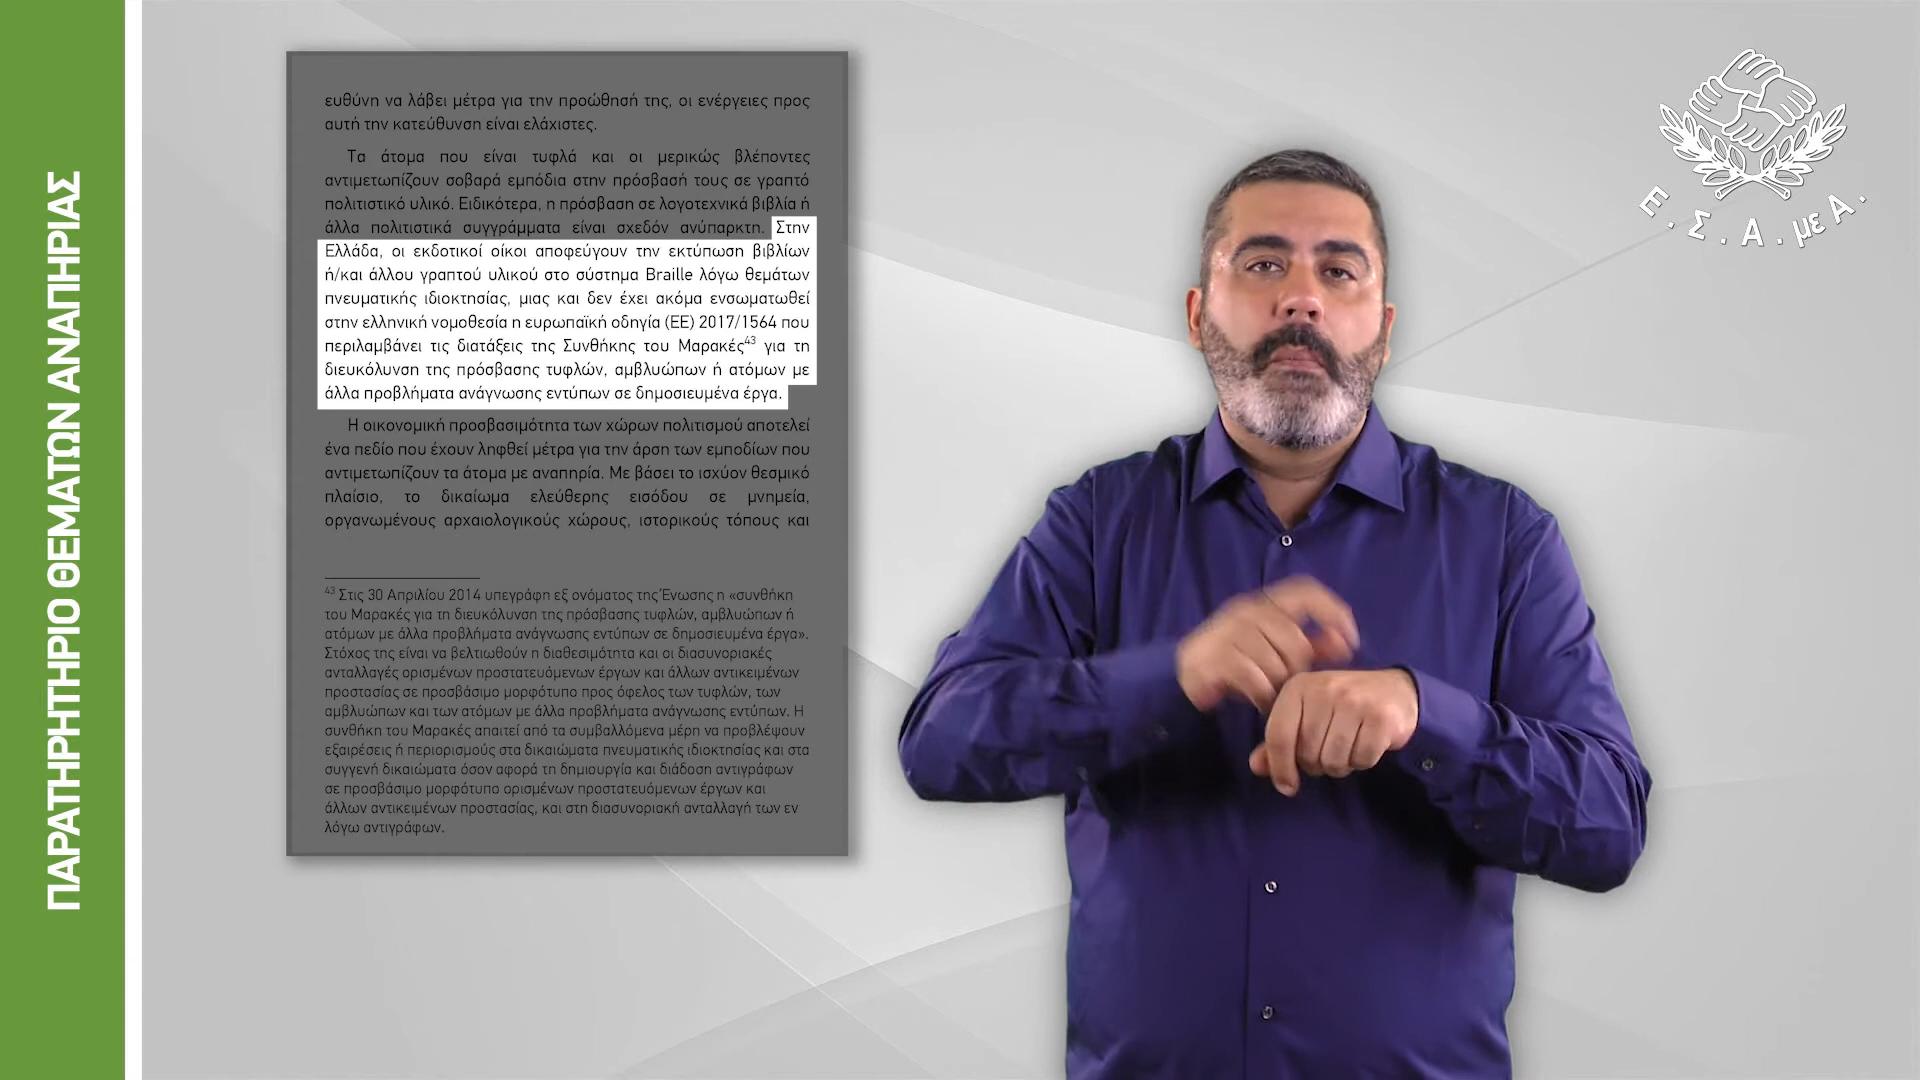 ΠΑΡΑΤΗΡΗΤΗΡΙΟ ΘΕΜΑΤΩΝ ΑΝΑΠΗΡΙΑΣ
ευθύνη να λάβει μέτρα για την προώθησή της, οι ενέργειες προς
αυτή την κατεύθυνση είναι ελάχιστες.
Τα άτομα που είναι τυφλά και οι μερικώς βλέποντες
αντιμετωπίζουν σοβαρά εμπόδια στην πρόσβασή τους σε γραπτό
πολιτιστικό υλικό. Ειδικότερα, η πρόσβαση σε λογοτεχνικά βιβλία ή
άλλα πολιτιστικά συγγράμματα είναι σχεδόν ανύπαρκτη. Στην
Ελλάδα, οι εκδοτικοί οίκοι αποφεύγουν την εκτύπωση βιβλίων
ή/και άλλου γραπτού υλικού στο σύστημα Braille λόγω θεμάτων
πνευματικής ιδιοκτησίας, μιας και δεν έχει ακόμα ενσωματωθεί
στην ελληνική νομοθεσία η ευρωπαϊκή οδηγία (ΕΕ) 2017/1564 που
περιλαμβάνει τις διατάξεις της Συνθήκης του Μαρακές43 για τη
διευκόλυνση της πρόσβασης τυφλών, αμβλυώπων ή ατόμων με
άλλα προβλήματα ανάγνωσης εντύπων σε δημοσιευμένα έργα.
Η οικονομική προσβασιμότητα των χώρων πολιτισμού αποτελεί
ένα πεδίο που έχουν ληφθεί μέτρα για την άρση των εμποδίων που
αντιμετωπίζουν τα άτομα με αναπηρία. Με βάσει το ισχύον θεσμικό
πλαίσιο, το δικαίωμα ελεύθερης εισόδου σε μνημεία,
οργανωμένους αρχαιολογικούς χώρους, ιστορικούς τόπους και
43 Στις 30 Απριλίου 2014 υπεγράφη εξ ονόματος της Ένωσης η «συνθήκη
του Μαρακές για τη διευκόλυνση της πρόσβασης τυφλών, αμβλυώπων ή
ατόμων με άλλα προβλήματα ανάγνωσης εντύπων σε δημοσιευμένα έργα».
Στόχος της είναι να βελτιωθούν η διαθεσιμότητα και οι διασυνοριακές
ανταλλαγές ορισμένων προστατευόμενων έργων και άλλων αντικειμένων
προστασίας σε προσβάσιμο μορφότυπο προς όφελος των τυφλών, των
αμβλυώπων και των ατόμων με άλλα προβλήματα ανάγνωσης εντύπων. Η
συνθήκη του Μαρακές απαιτεί από τα συμβαλλόμενα μέρη να προβλέψουν
εξαιρέσεις ή περιορισμούς στα δικαιώματα πνευματικής ιδιοκτησίας και στα
συγγενή δικαιώματα όσον αφορά τη δημιουργία και διάδοση αντιγράφων
σε προσβάσιμο μορφότυπο ορισμένων προστατευόμενων έργων και
άλλων αντικειμένων προστασίας, και στη διασυνοριακή ανταλλαγή των εν
λόγω αντιγράφων.
Ε.Σ.Α.μεΑ.